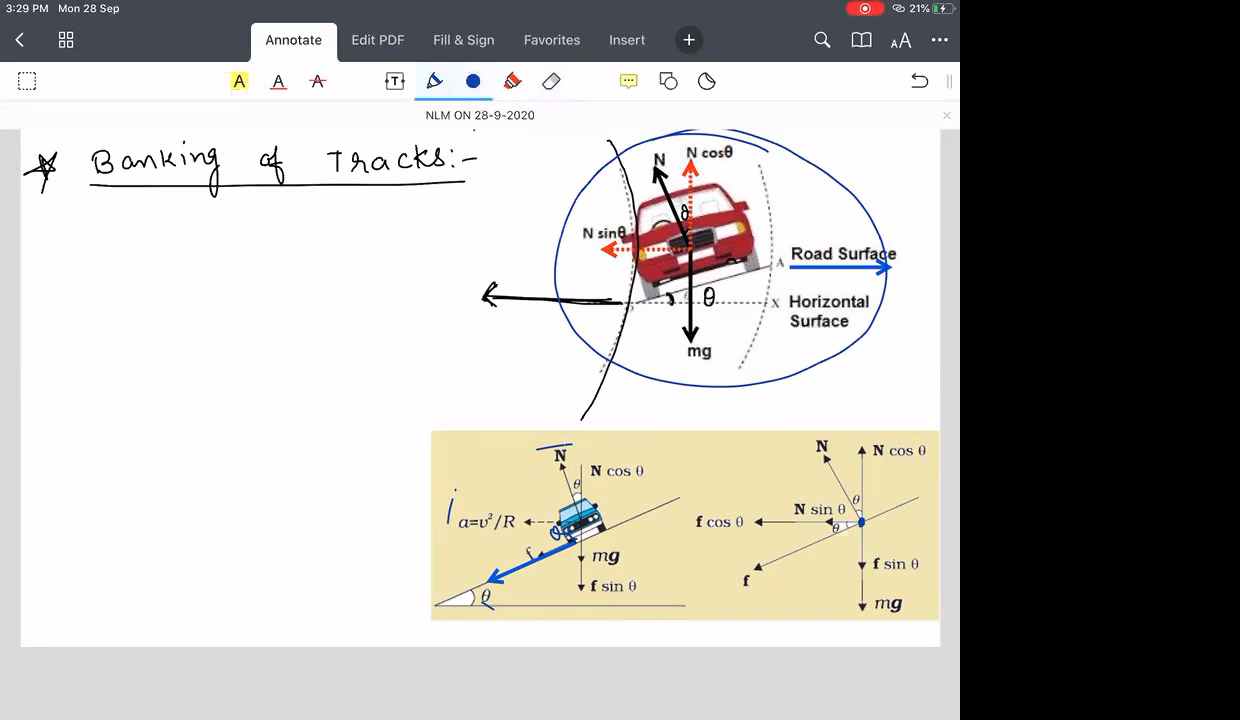 3:29 PM Mon 28 Sep
21%
Annotate Edit PDF Fill & Sign Favorites Insert
AA
A A A T
NLM ON 28-9-2020
Banking of Tracks:-
N N cosθ
θ
N sinθ
A Road Surface
θ
X Horizontal Surface
mg
N
N cos θ
θ
a=v²/R
θ
f
mg
f sin θ
θ
N
N cos θ
θ
N sin θ
f cos θ
θ
f
f sin θ
mg